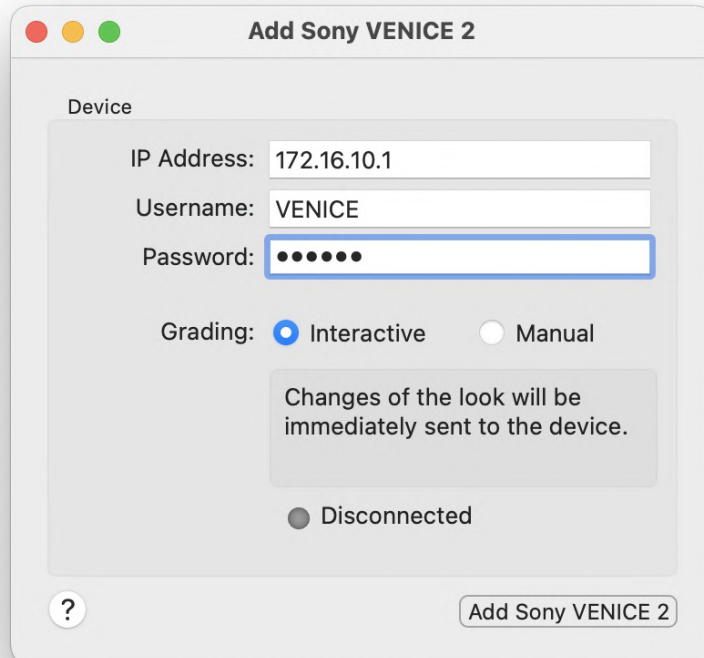 Add Sony VENICE 2
Device
IP Address: 172.16.10.1
Username: VENICE
Password: ••••••
Grading: Interactive Manual
Changes of the look will be
immediately sent to the device.
Disconnected
? Add Sony VENICE 2